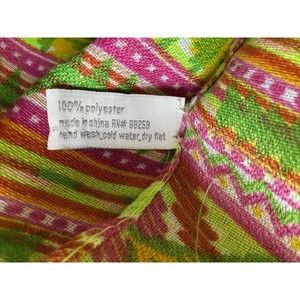 100% polyester
made in china RN# 88259
hand wash,cold water,dry flat